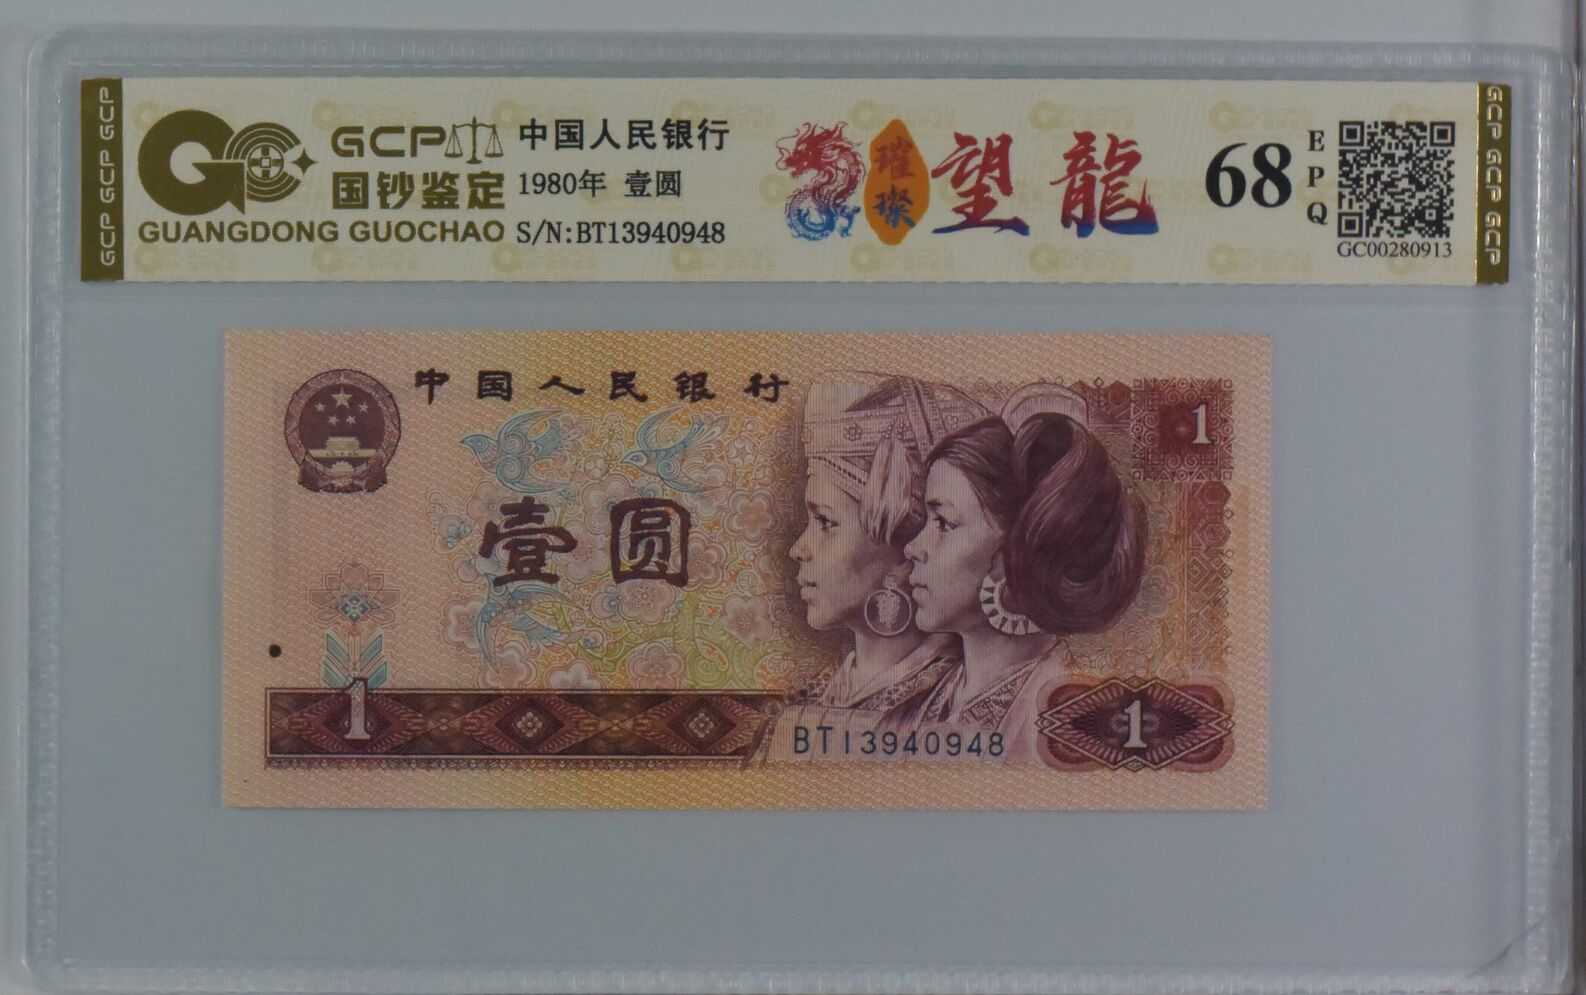 GCP GCP GCP
GCP
国钞鉴定
GUANGDONG GUOCHAO
中国人民银行
1980年 壹圆
S/N:BT13940948
璀璨
望龍
68
EPQ
GC00280913
GCP GCP GCP
中国人民银行
1
壹圆
1
BT13940948
1